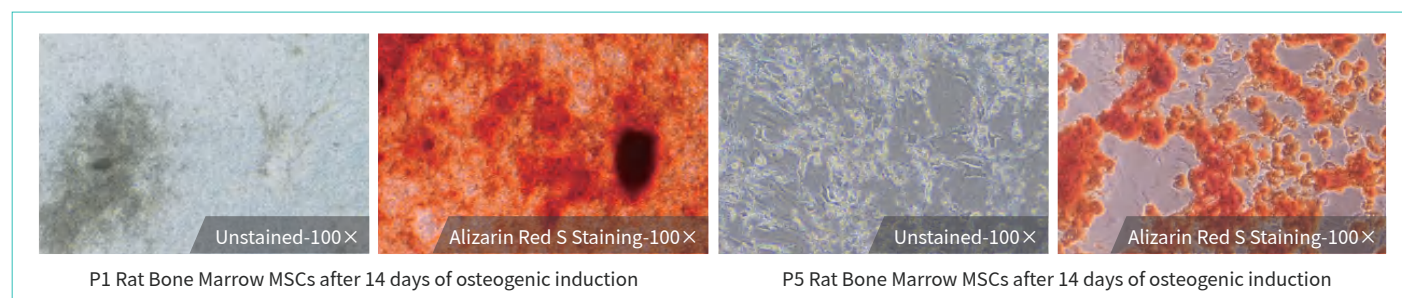 Unstained-100×
Alizarin Red S Staining-100×
Unstained-100×
Alizarin Red S Staining-100×
P1 Rat Bone Marrow MSCs after 14 days of osteogenic induction
P5 Rat Bone Marrow MSCs after 14 days of osteogenic induction